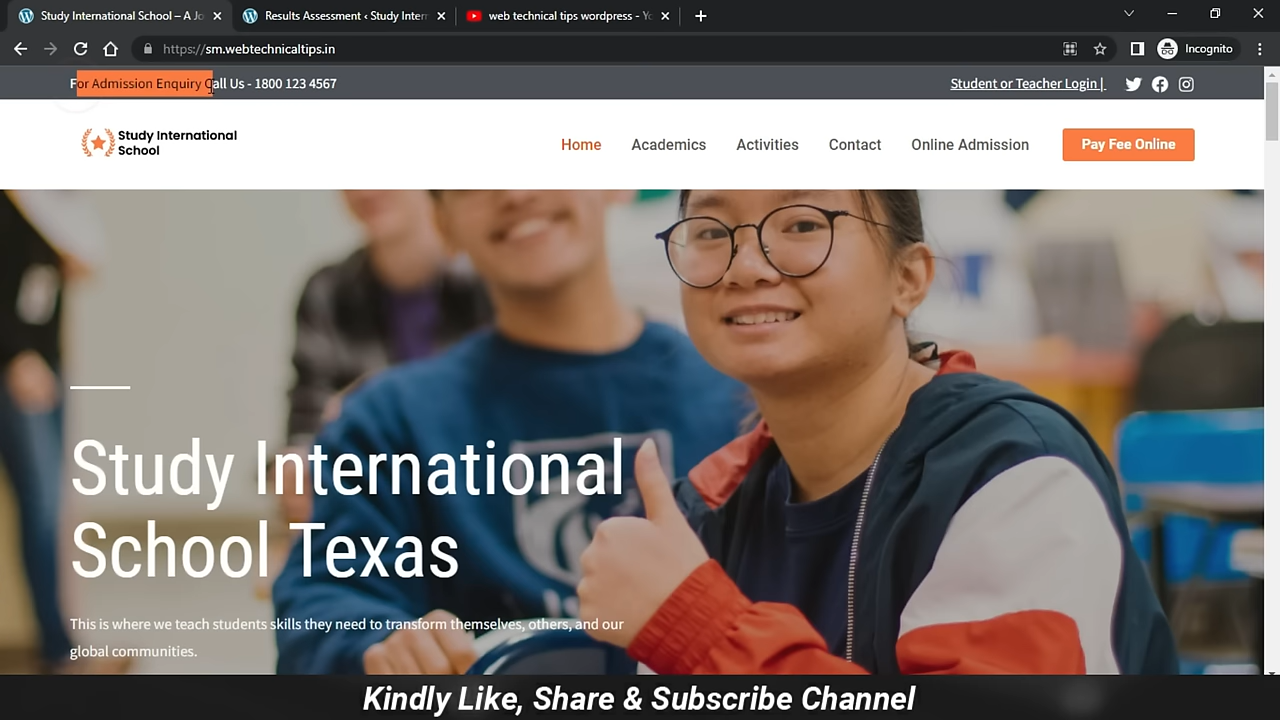 Study International School – A Jo
Results Assessment ‹ Study Intern
web technical tips wordpress - Yo
https://sm.webtechnicaltips.in
Incognito
For Admission Enquiry Call Us - 1800 123 4567
Student or Teacher Login |
Study International
School
Home
Academics
Activities
Contact
Online Admission
Pay Fee Online
Study International
School Texas
This is where we teach students skills they need to transform themselves, others, and our
global communities.
Kindly Like, Share & Subscribe Channel